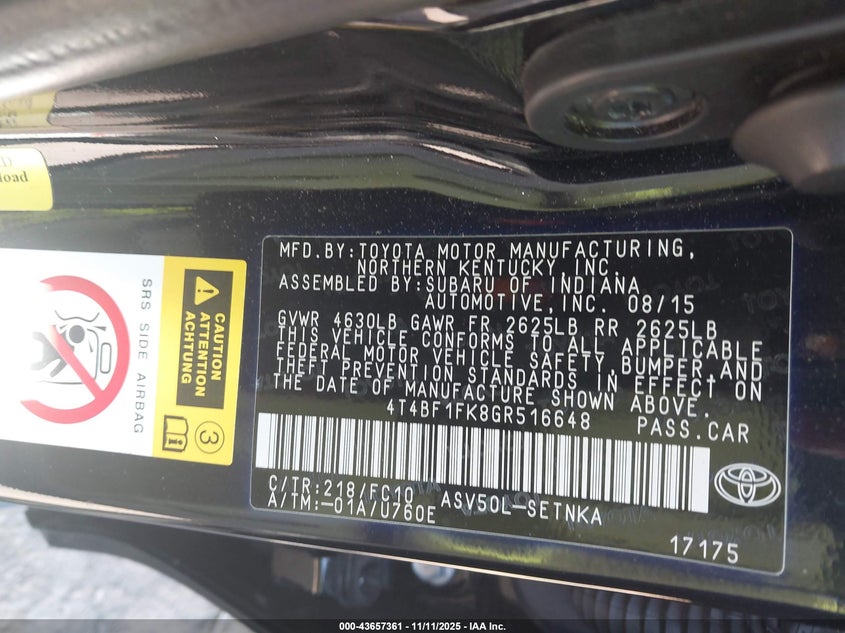 MFD.BY:TOYOTA MOTOR MANUFACTURING,
NORTHERN KENTUCKY,INC.
ASSEMBLED BY:SUBARU OF INDIANA
AUTOMOTIVE,INC. 08/15
GVWR 4630LB GAWR FR 2625LB RR 2625LB
THIS VEHICLE CONFORMS TO ALL APPLICABLE
FEDERAL MOTOR VEHICLE SAFETY,BUMPER,AND
THEFT PREVENTION STANDARDS IN EFFECT ON
THE DATE OF MANUFACTURE SHOWN ABOVE.
4T4BF1FK8GR516648 PASS.CAR
C/TR:218/FC10 ASV50L-SETNKA
A/TM:-01A/U760E
17175
SRS SIDE AIRBAG
CAUTION
ATTENTION
ACHTUNG
3
load
000-43657361 - 11/11/2025 - IAA Inc.